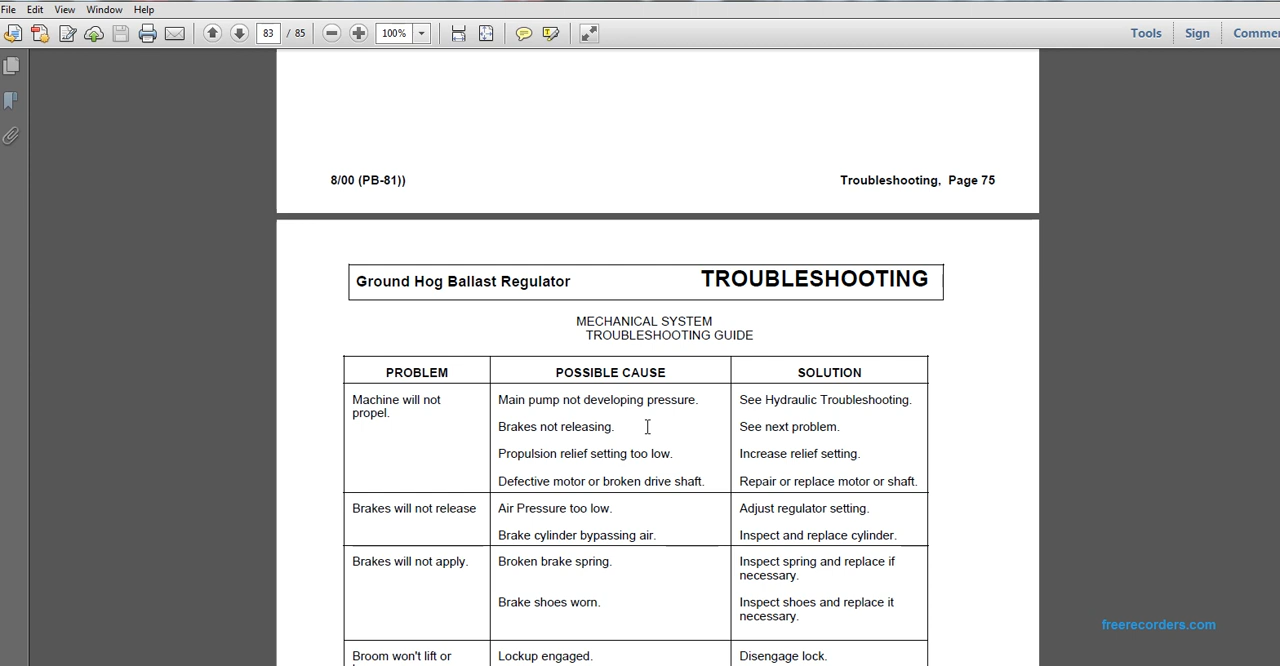 File Edit View Window Help
83 / 85 100% Tools Sign
8/00 (PB-81)) Troubleshooting, Page 75
Ground Hog Ballast Regulator TROUBLESHOOTING
MECHANICAL SYSTEM
TROUBLESHOOTING GUIDE
PROBLEM POSSIBLE CAUSE SOLUTION
Machine will not Main pump not developing pressure. See Hydraulic Troubleshooting.
propel.
Brakes not releasing. See next problem.
Propulsion relief setting too low. Increase relief setting.
Defective motor or broken drive shaft. Repair or replace motor or shaft.
Brakes will not release Air Pressure too low. Adjust regulator setting.
Brake cylinder bypassing air. Inspect and replace cylinder.
Brakes will not apply. Broken brake spring. Inspect spring and replace if
necessary.
Brake shoes worn. Inspect shoes and replace it
necessary.
Broom won't lift or Lockup engaged. Disengage lock.
freerecorders.com